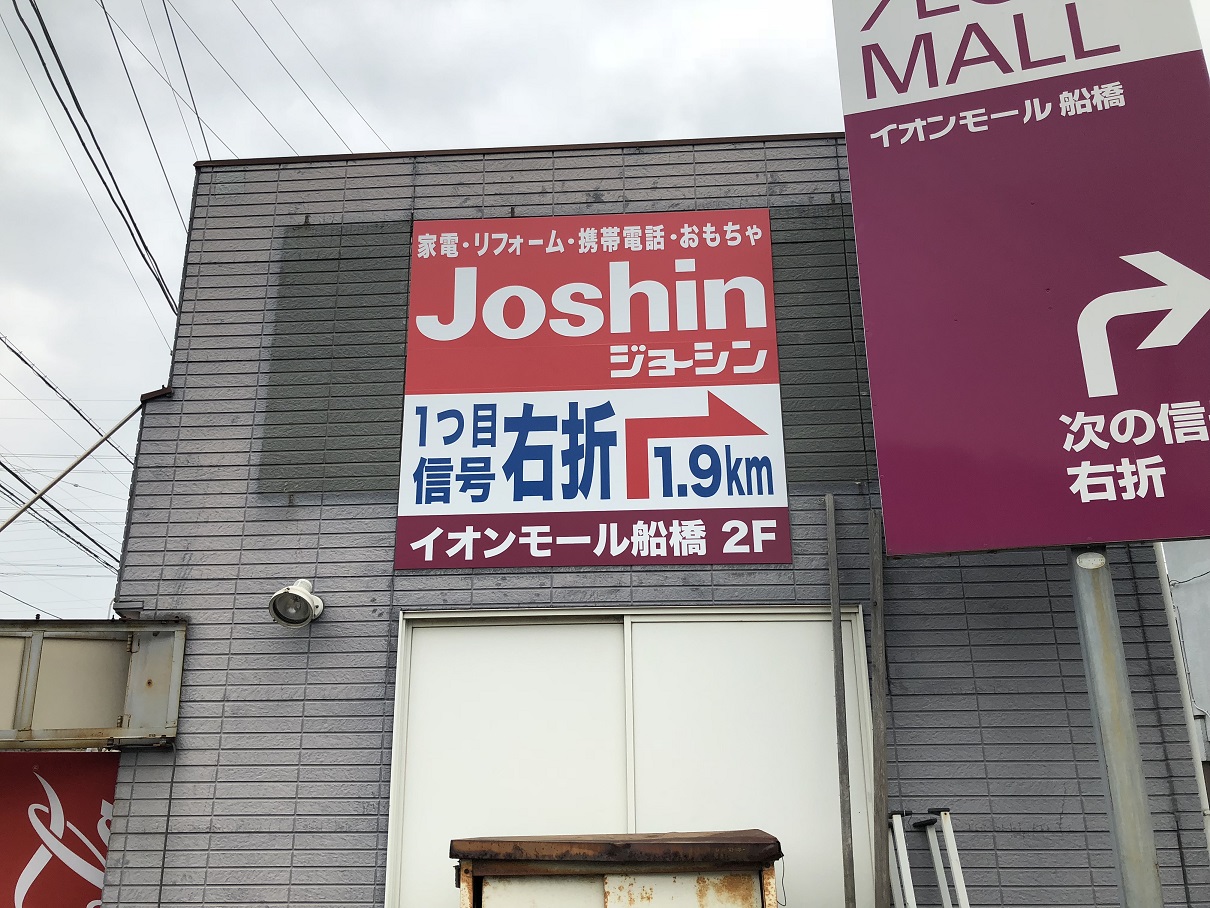 家電・リフォーム・携帯電話・おもちゃ
Joshin
ジョーシン
1つ目
信号
右折
1.9km
イオンモール船橋 2F
MALL
イオンモール 船橋
次の信
右折